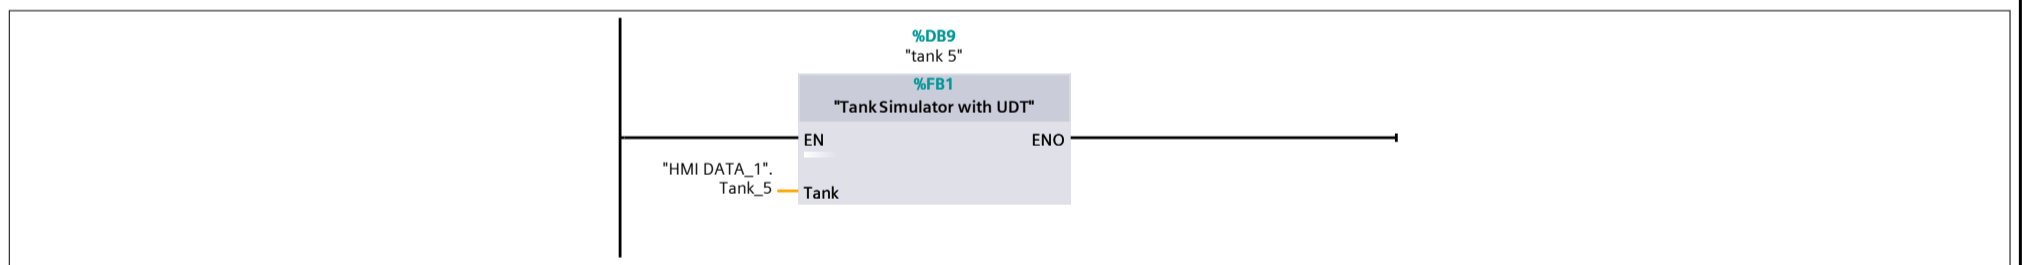 %DB9
"tank 5"
%FB1
"Tank Simulator with UDT"
EN
ENO
"HMI DATA_1".
Tank_5
Tank